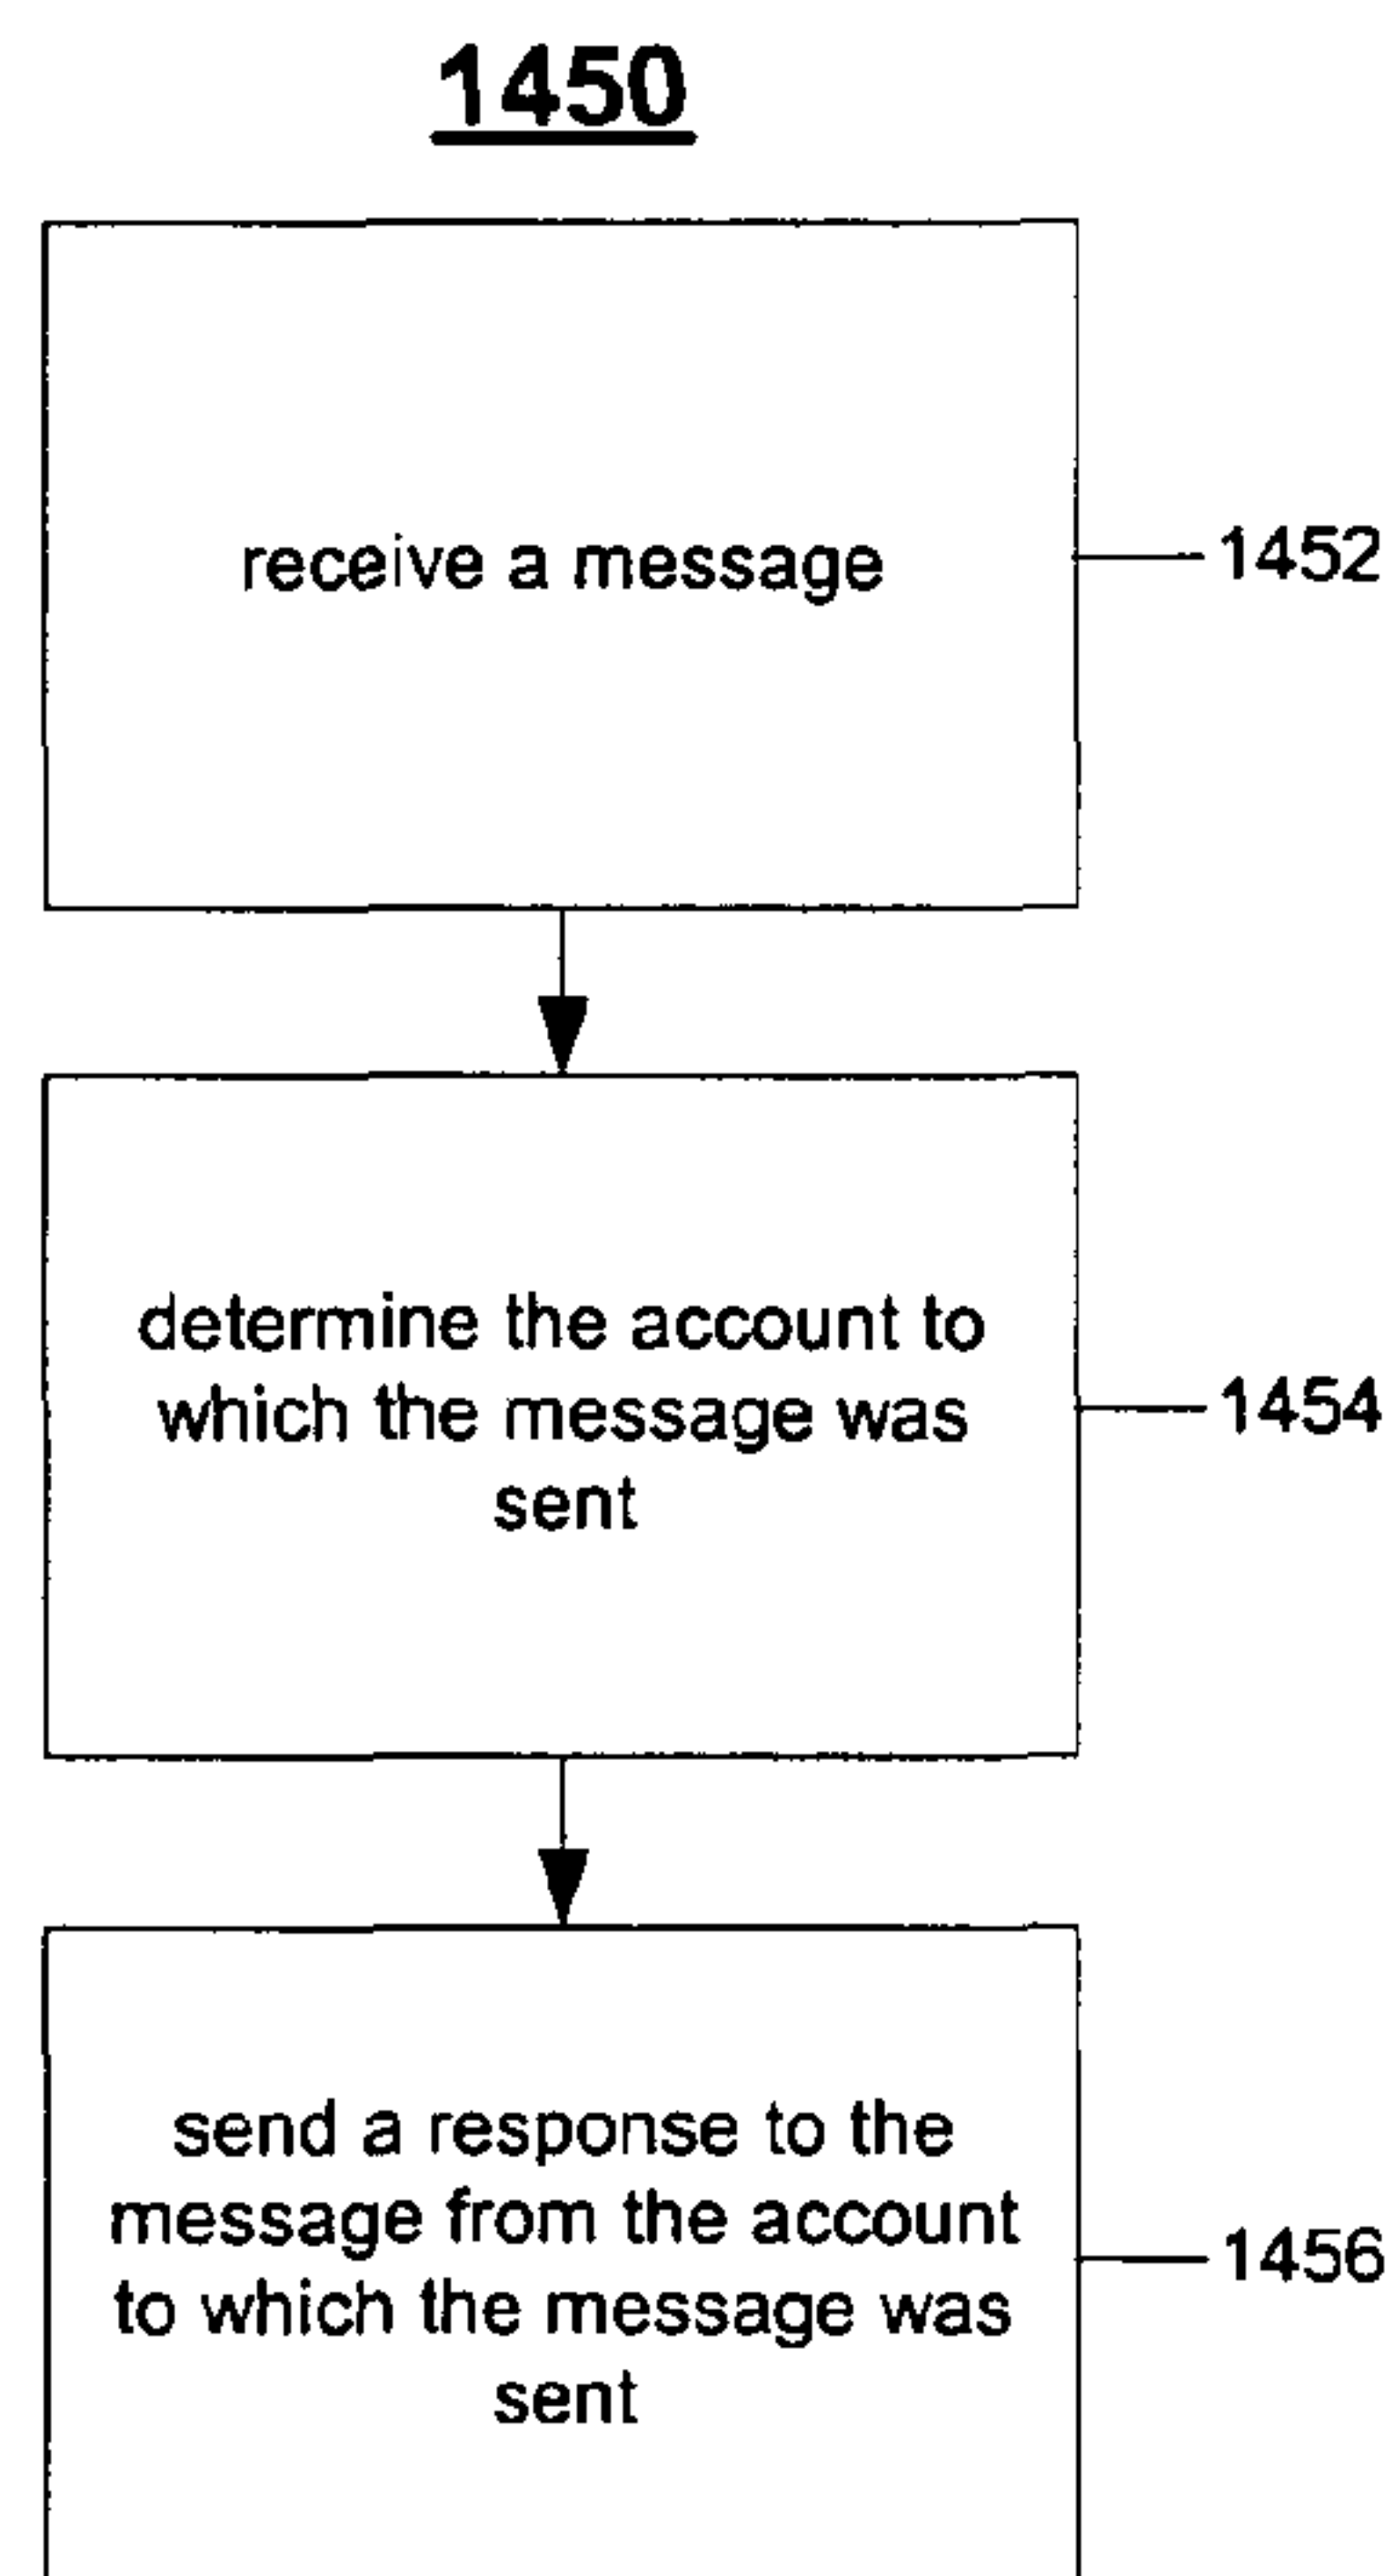 1450
receive a message
1452
determine the account to
which the message was
sent
1454
send a response to the
message from the account
to which the message was
sent
1456